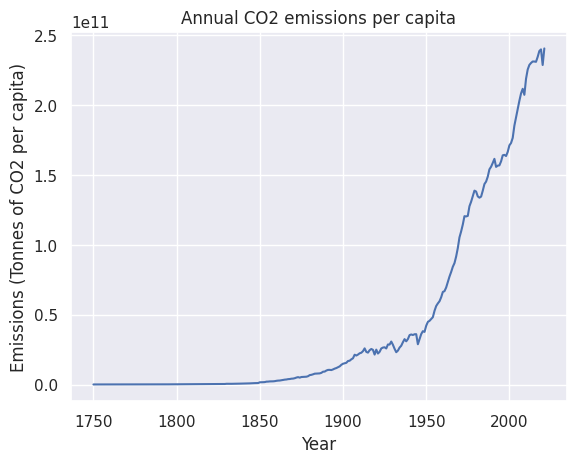 Annual CO2 emissions per capita
1e11
Emissions (Tonnes of CO2 per capita)
2.5
2.0
1.5
1.0
0.5
0.0
1750 1800 1850 1900 1950 2000
Year